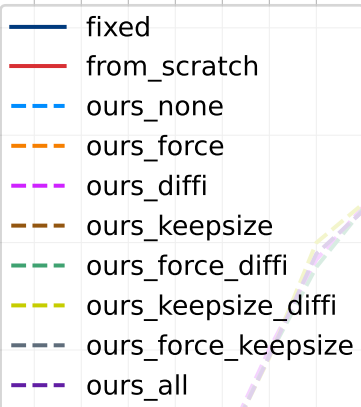 fixed
from_scratch
ours_none
ours_force
ours_diffi
ours_keepsize
ours_force_diffi
ours_keepsize_diffi
ours_force_keepsize
ours_all